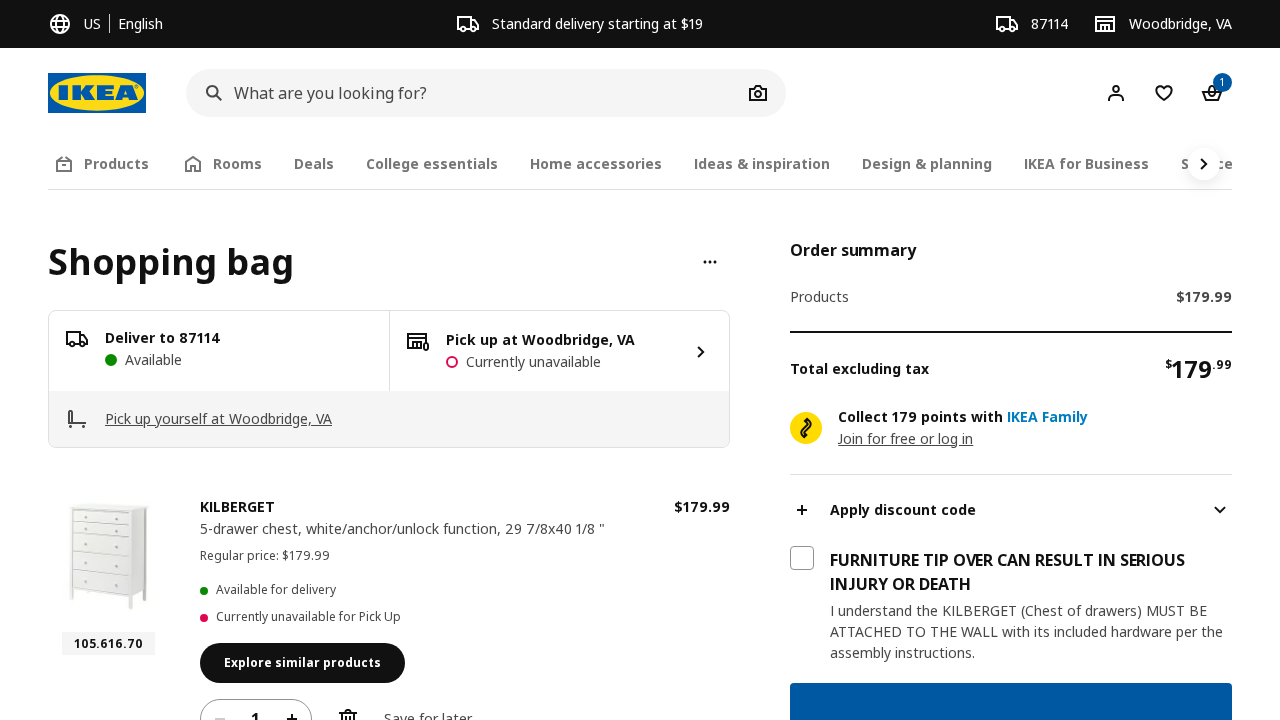 US
English
Standard delivery starting at $19
87114
Woodbridge, VA
IKEA
What are you looking for?
1
Products
Rooms
Deals
College essentials
Home accessories
Ideas & inspiration
Design & planning
IKEA for Business
Shopping bag
Deliver to 87114
Available
Pick up at Woodbridge, VA
Currently unavailable
Pick up yourself at Woodbridge, VA
KILBERGET
$179.99
5-drawer chest, white/anchor/unlock function, 29 7/8x40 1/8 "
Regular price: $179.99
Available for delivery
Currently unavailable for Pick Up
105.616.70
Explore similar products
1
Save for later
Order summary
Products
$179.99
Total excluding tax
$179.99
Collect 179 points with IKEA Family
Join for free or log in
Apply discount code
FURNITURE TIP OVER CAN RESULT IN SERIOUS
INJURY OR DEATH
I understand the KILBERGET (Chest of drawers) MUST BE
ATTACHED TO THE WALL with its included hardware per the
assembly instructions.